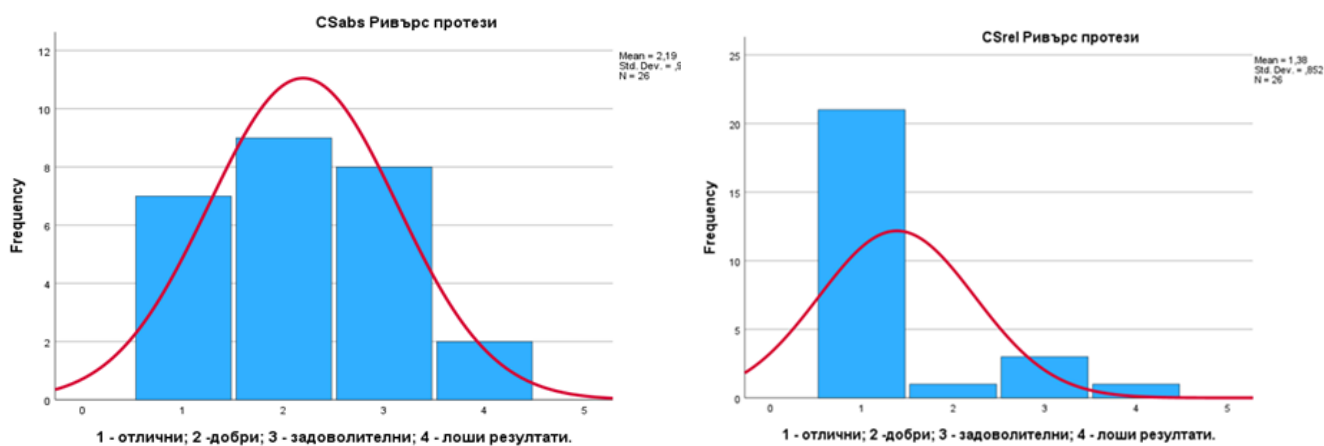 CSabs Ривърс протези
Mean = 2,19
Std. Dev. = ,9
N = 26
12
10
8
6
4
2
0
Frequency
0 1 2 3 4 5
1 - отлични; 2 -добри; 3 - задоволителни; 4 - лоши резултати.
CSrel Ривърс протези
Mean = 1,38
Std. Dev. = ,852
N = 26
25
20
15
10
5
0
Frequency
0 1 2 3 4 5
1 - отлични; 2 -добри; 3 - задоволителни; 4 - лоши резултати.